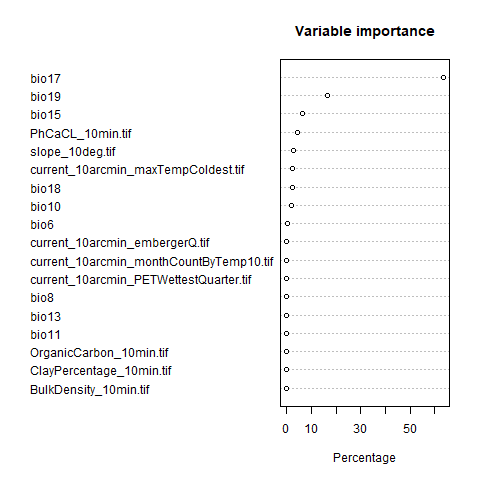 Variable importance
bio17
bio19
bio15
PhCaCL_10min.tif
slope_10deg.tif
current_10arcmin_maxTempColdest.tif
bio18
bio10
bio6
current_10arcmin_embergerQ.tif
current_10arcmin_monthCountByTemp10.tif
current_10arcmin_PETWettestQuarter.tif
bio8
bio13
bio11
OrganicCarbon_10min.tif
ClayPercentage_10min.tif
BulkDensity_10min.tif
0 10 30 50
Percentage